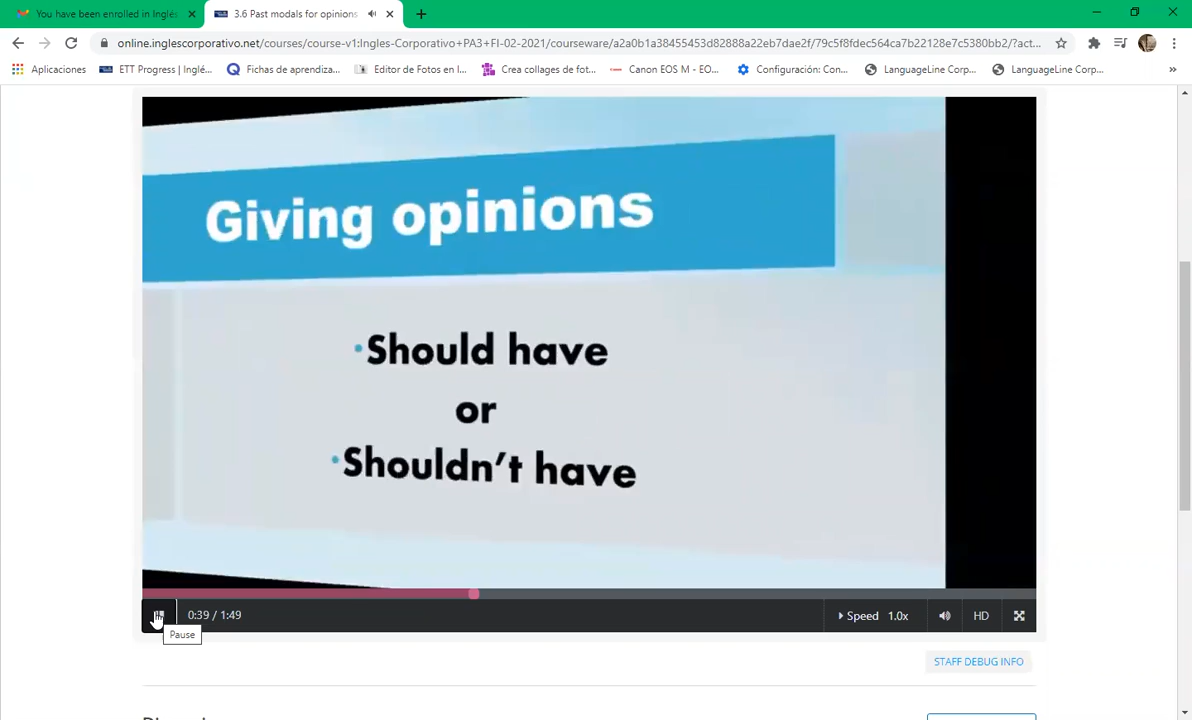 You have been enrolled in Inglés
3.6 Past modals for opinions
online.inglescorporativo.net/courses/course-v1:Ingles-Corporativo+PA3+FI-02-2021/courseware/a2a0b1a38455453d82888a22eb7dae2f/79c5f8fdec564ca7b22128e7c5380bb2/?act...
Aplicaciones ETT Progress | Inglé... Fichas de aprendiza... Editor de Fotos en l... Crea collages de fot... Canon EOS M - EO... Configuración: Con... LanguageLine Corp... LanguageLine Corp... »
Giving opinions
•Should have
or
•Shouldn't have
0:39 / 1:49 Speed 1.0x HD
Pause
STAFF DEBUG INFO